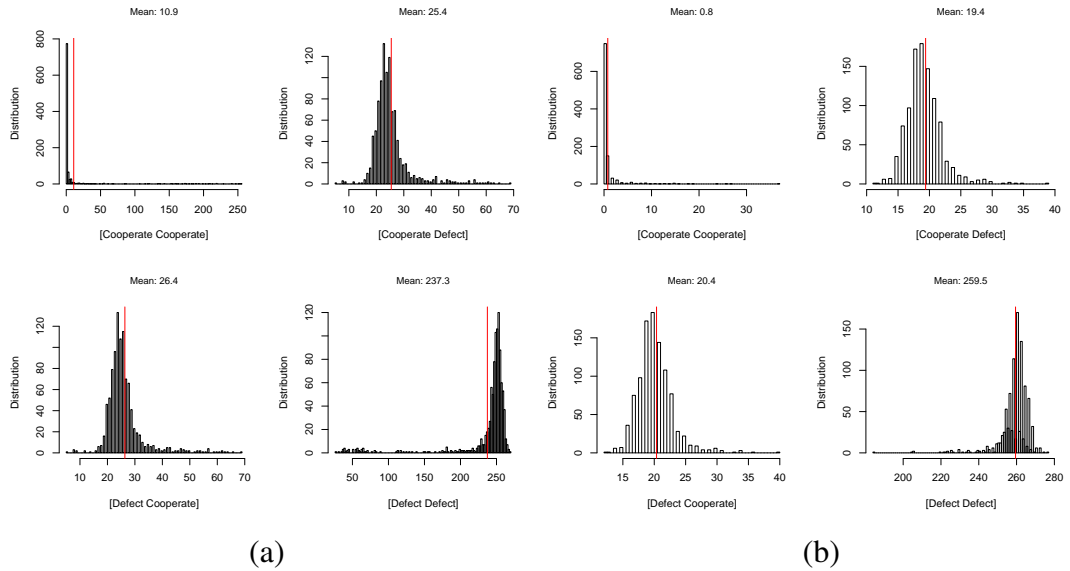 Mean: 10.9
Distribution
800
600
400
200
0
0 50 100 150 200 250
[Cooperate Cooperate]
Mean: 25.4
Distribution
120
80
60
40
20
0
10 20 30 40 50 60 70
[Cooperate Defect]
Mean: 0.8
Distribution
600
400
200
0
0 10 20 30
[Cooperate Cooperate]
Mean: 19.4
Distribution
150
100
50
0
10 15 20 25 30 35 40
[Cooperate Defect]
Mean: 26.4
Distribution
120
80
60
40
20
0
10 20 30 40 50 60 70
[Defect Cooperate]
Mean: 237.3
Distribution
120
80
60
40
20
0
50 100 150 200 250
[Defect Defect]
Mean: 20.4
Distribution
150
100
50
0
15 20 25 30 35 40
[Defect Cooperate]
Mean: 259.5
Distribution
150
100
50
0
200 220 240 260 280
[Defect Defect]
(a)
(b)